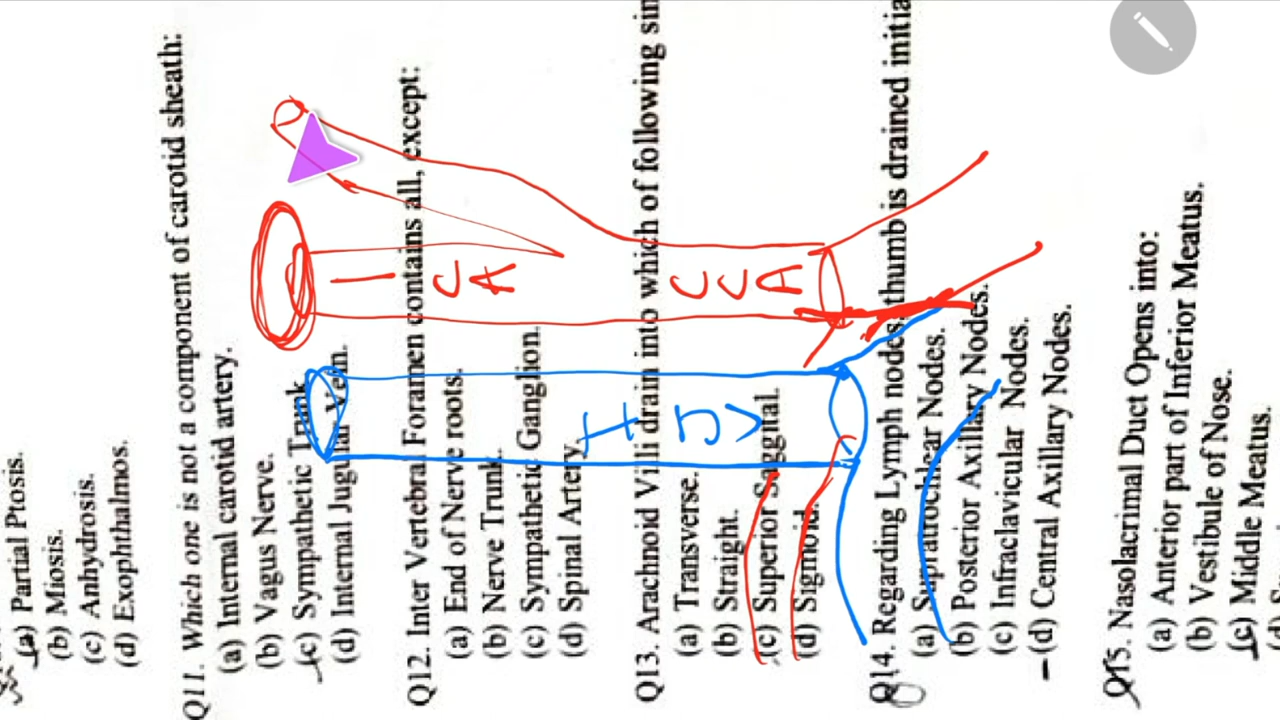 (a) Partial Ptosis.
(b) Miosis.
(c) Anhydrosis.
(d) Exophthalmos.
Q11. Which one is not a component of carotid sheath:
(a) Internal carotid artery.
(b) Vagus Nerve.
(c) Sympathetic Trunk
(d) Internal Jugular Vein.
Q12. Inter Vertebral Foramen contains all, except:
(a) End of Nerve roots.
(b) Nerve Trunk.
(c) Sympathetic Ganglion.
(d) Spinal Artery.
Q13. Arachnoid Villi drain into which of following
(a) Transverse.
(b) Straight.
(c) Superior Saggital.
(d) Sigmoid.
Q14. Regarding Lymph nodes, thumb is drained
(a) Supratrochlear Nodes.
(b) Posterior Axillary Nodes.
(c) Infraclavicular Nodes.
(d) Central Axillary Nodes.
Q15. Nasolacrimal Duct Opens into:
(a) Anterior part of Inferior Meatus.
(b) Vestibule of Nose.
(c) Middle Meatus.
ICA
CCA
IJV